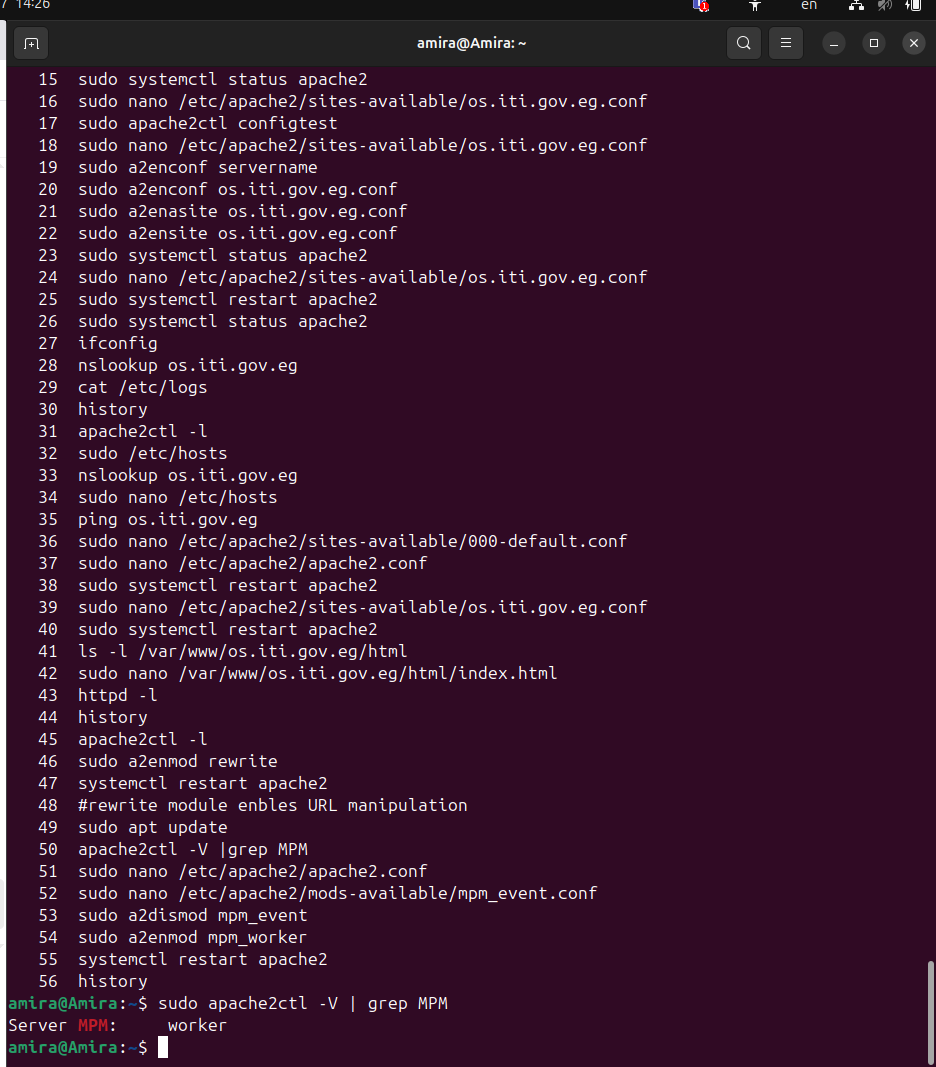 7 14:26
1
en
amira@Amira: ~
15 sudo systemctl status apache2
16 sudo nano /etc/apache2/sites-available/os.iti.gov.eg.conf
17 sudo apache2ctl configtest
18 sudo nano /etc/apache2/sites-available/os.iti.gov.eg.conf
19 sudo a2enconf servername
20 sudo a2enconf os.iti.gov.eg.conf
21 sudo a2enasite os.iti.gov.eg.conf
22 sudo a2ensite os.iti.gov.eg.conf
23 sudo systemctl status apache2
24 sudo nano /etc/apache2/sites-available/os.iti.gov.eg.conf
25 sudo systemctl restart apache2
26 sudo systemctl status apache2
27 ifconfig
28 nslookup os.iti.gov.eg
29 cat /etc/logs
30 history
31 apache2ctl -l
32 sudo /etc/hosts
33 nslookup os.iti.gov.eg
34 sudo nano /etc/hosts
35 ping os.iti.gov.eg
36 sudo nano /etc/apache2/sites-available/000-default.conf
37 sudo nano /etc/apache2/apache2.conf
38 sudo systemctl restart apache2
39 sudo nano /etc/apache2/sites-available/os.iti.gov.eg.conf
40 sudo systemctl restart apache2
41 ls -l /var/www/os.iti.gov.eg/html
42 sudo nano /var/www/os.iti.gov.eg/html/index.html
43 httpd -l
44 history
45 apache2ctl -l
46 sudo a2enmod rewrite
47 systemctl restart apache2
48 #rewrite module enbles URL manipulation
49 sudo apt update
50 apache2ctl -V |grep MPM
51 sudo nano /etc/apache2/apache2.conf
52 sudo nano /etc/apache2/mods-available/mpm_event.conf
53 sudo a2dismod mpm_event
54 sudo a2enmod mpm_worker
55 systemctl restart apache2
56 history
amira@Amira:~$ sudo apache2ctl -V | grep MPM
Server MPM: worker
amira@Amira:~$